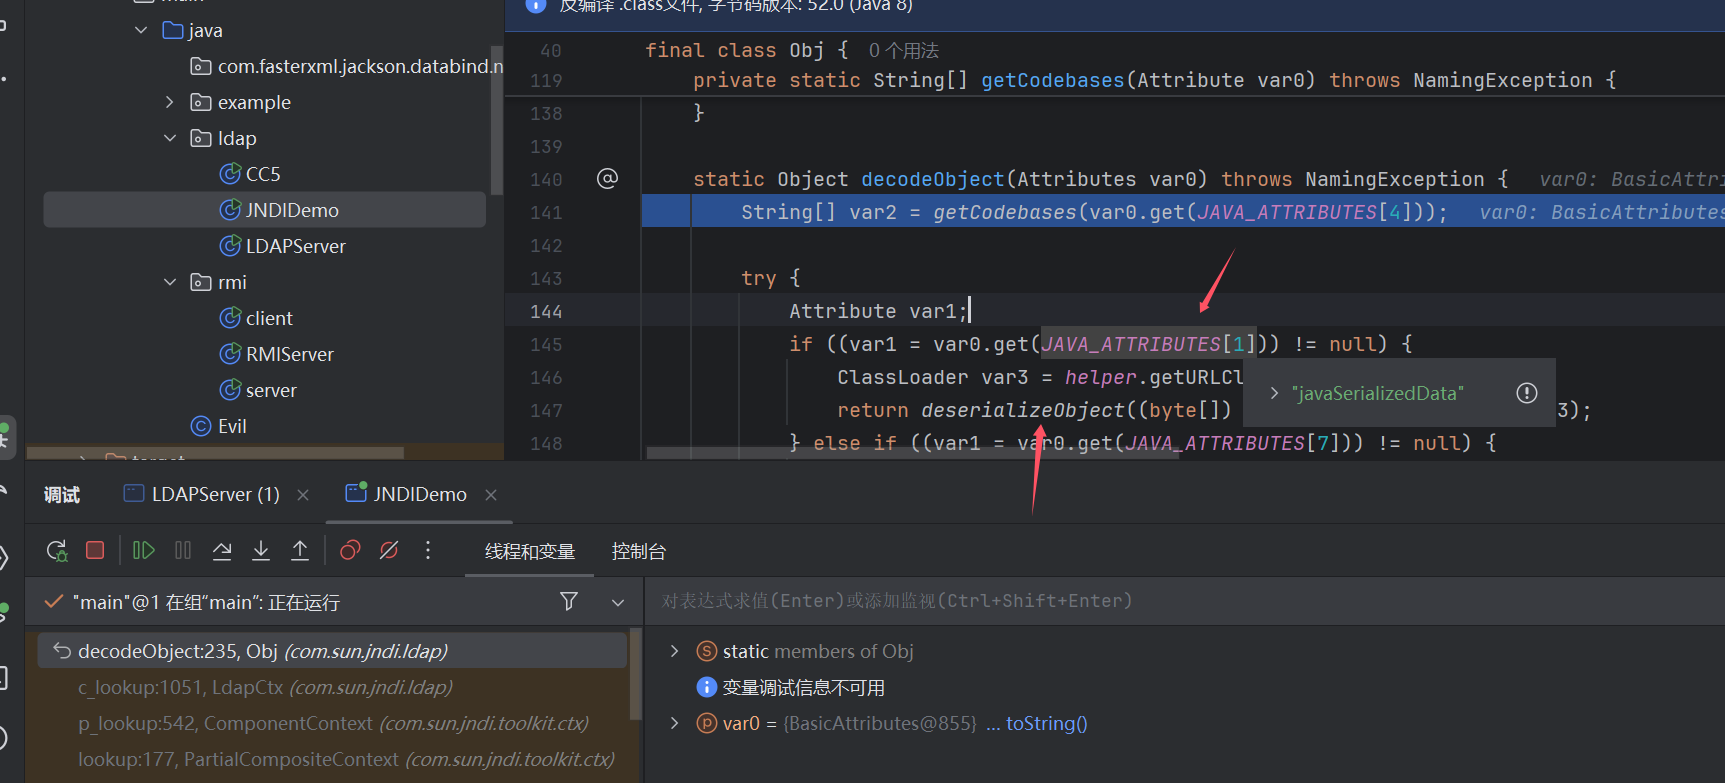 main
java
com.fasterxml.jackson.databind.n
example
ldap
CC5
JNDIDemo
LDAPServer
rmi
client
RMIServer
server
Evil
target
反编译 .class文件, 字节码版本: 52.0 (Java 8)
40 final class Obj { 0 个用法
119 private static String[] getCodebases(Attribute var0) throws NamingException {
138 }
139
140 @ static Object decodeObject(Attributes var0) throws NamingException { var0: BasicAttri
141 String[] var2 = getCodebases(var0.get(JAVA_ATTRIBUTES[4])); var0: BasicAttributes
142
143 try {
144 Attribute var1;
145 if ((var1 = var0.get(JAVA_ATTRIBUTES[1])) != null) {
146 ClassLoader var3 = helper.getURLCl
"javaSerializedData"
147 return deserializeObject((byte[]) 3);
148 } else if ((var1 = var0.get(JAVA_ATTRIBUTES[7])) != null) {
调试 LDAPServer (1) JNDIDemo
线程和变量 控制台
"main"@1 在组“main”: 正在运行
对表达式求值(Enter)或添加监视(Ctrl+Shift+Enter)
decodeObject:235, Obj (com.sun.jndi.ldap)
c_lookup:1051, LdapCtx (com.sun.jndi.ldap)
p_lookup:542, ComponentContext (com.sun.jndi.toolkit.ctx)
lookup:177, PartialCompositeContext (com.sun.jndi.toolkit.ctx)
static members of Obj
变量调试信息不可用
var0 = {BasicAttributes@855} ... toString()